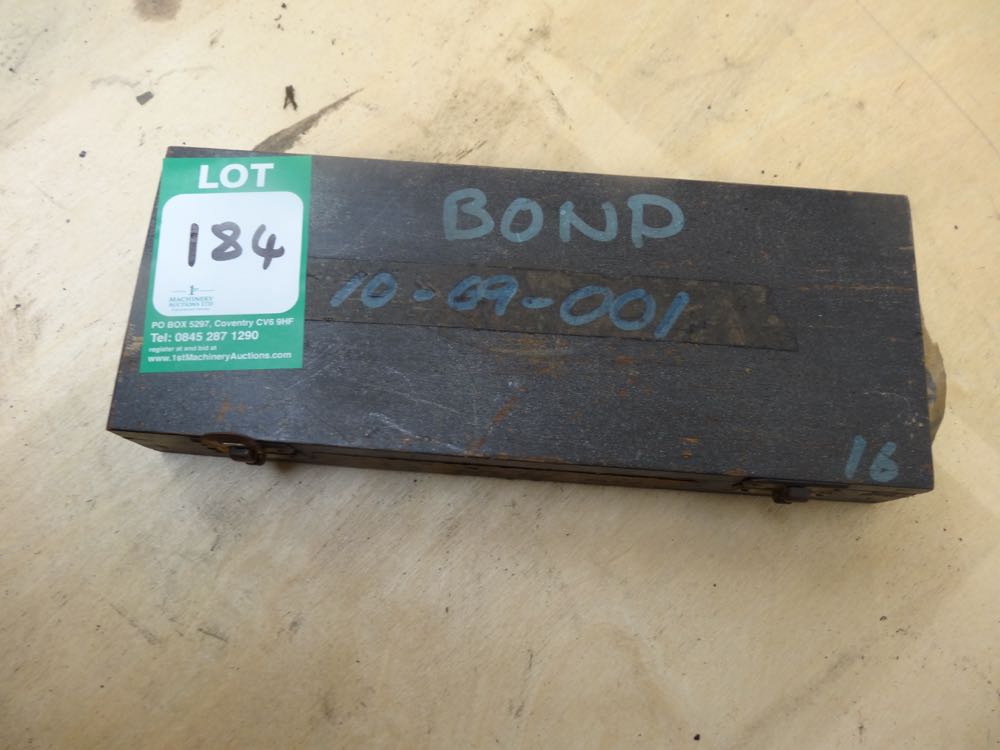 LOT
184
1st
MACHINERY
AUCTIONS LTD
PO BOX 5297, Coventry CV6 9HF
Tel: 0845 287 1290
register at and bid at
www.1stMachineryAuctions.com
BOND
10-09-001
16